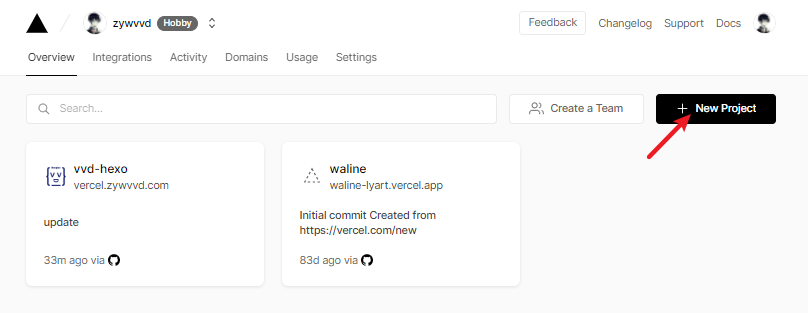 zywvvd Hobby Feedback Changelog Support Docs
Overview Integrations Activity Domains Usage Settings
Search... Create a Team New Project
vvd-hexo
vercel.zywvvd.com
update
33m ago via
waline
waline-lyart.vercel.app
Initial commit Created from
https://vercel.com/new
83d ago via